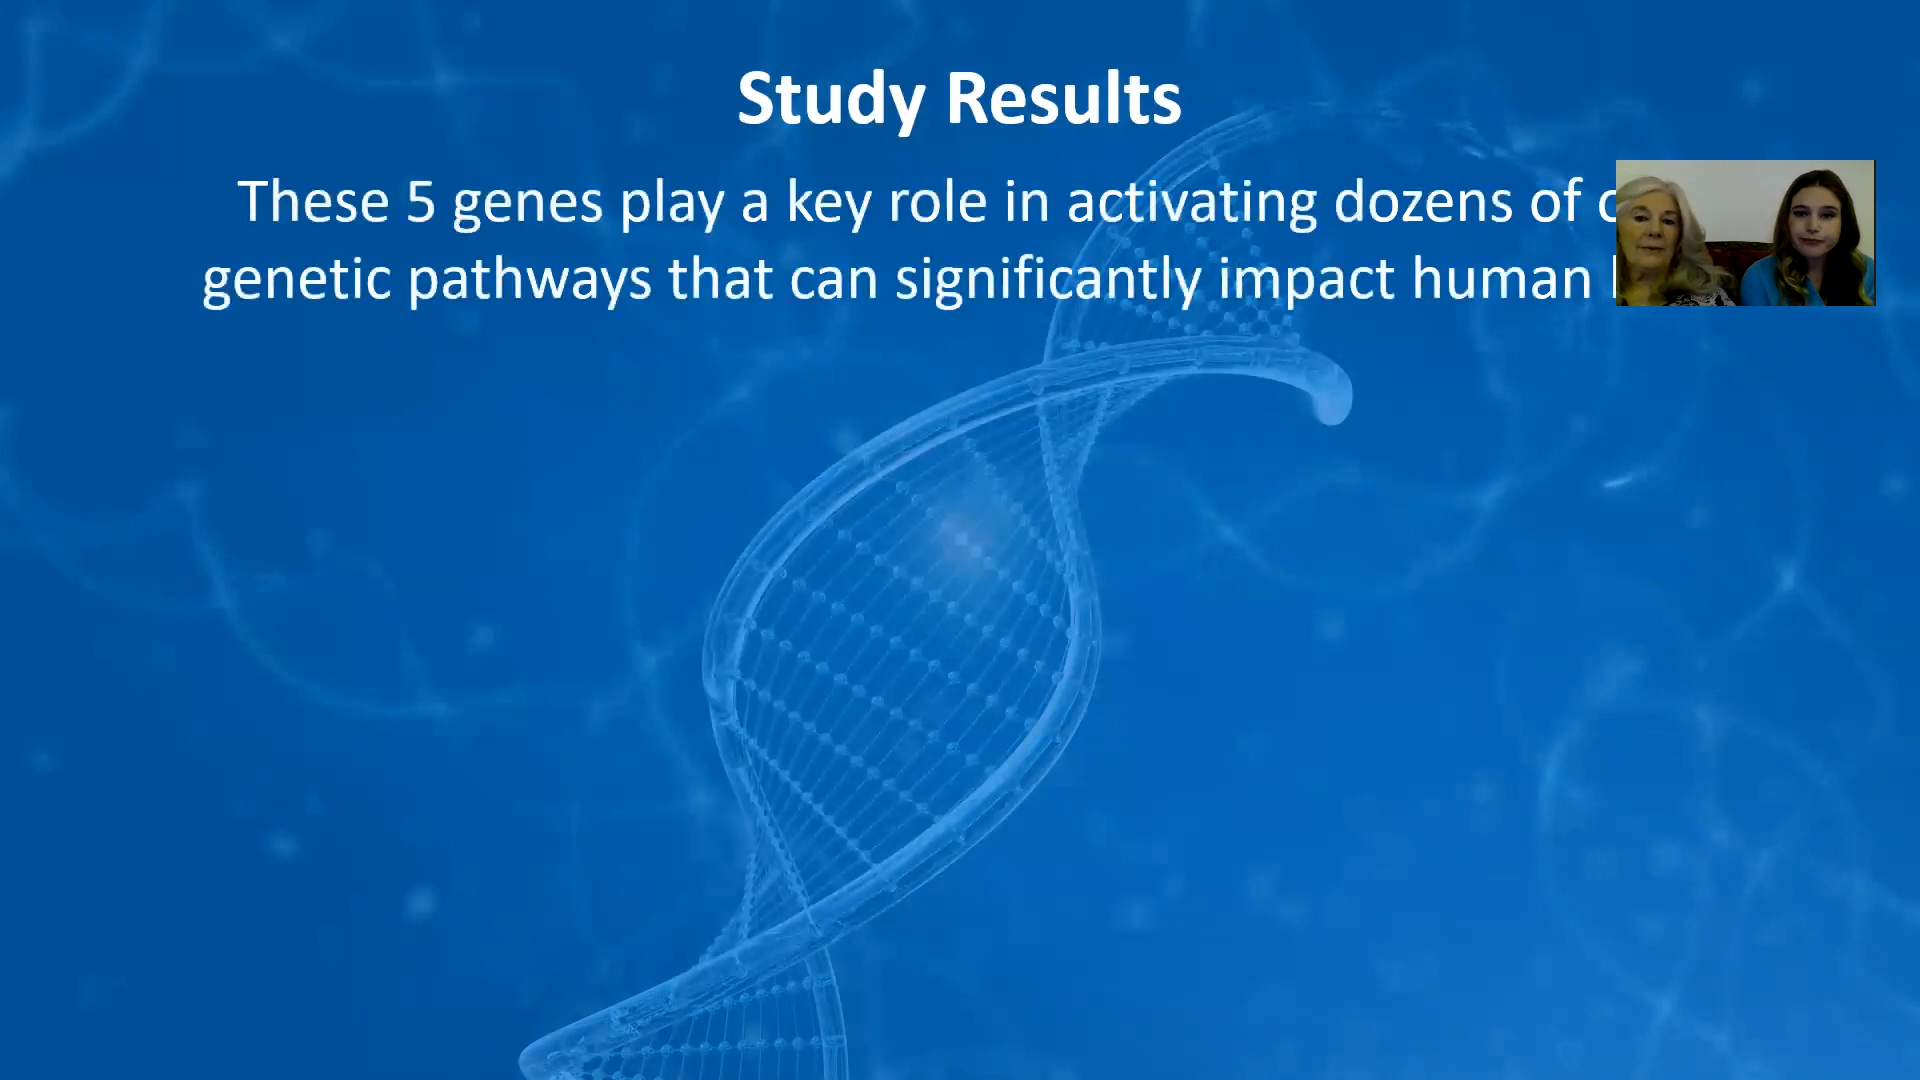 Study Results
These 5 genes play a key role in activating dozens of
genetic pathways that can significantly impact human